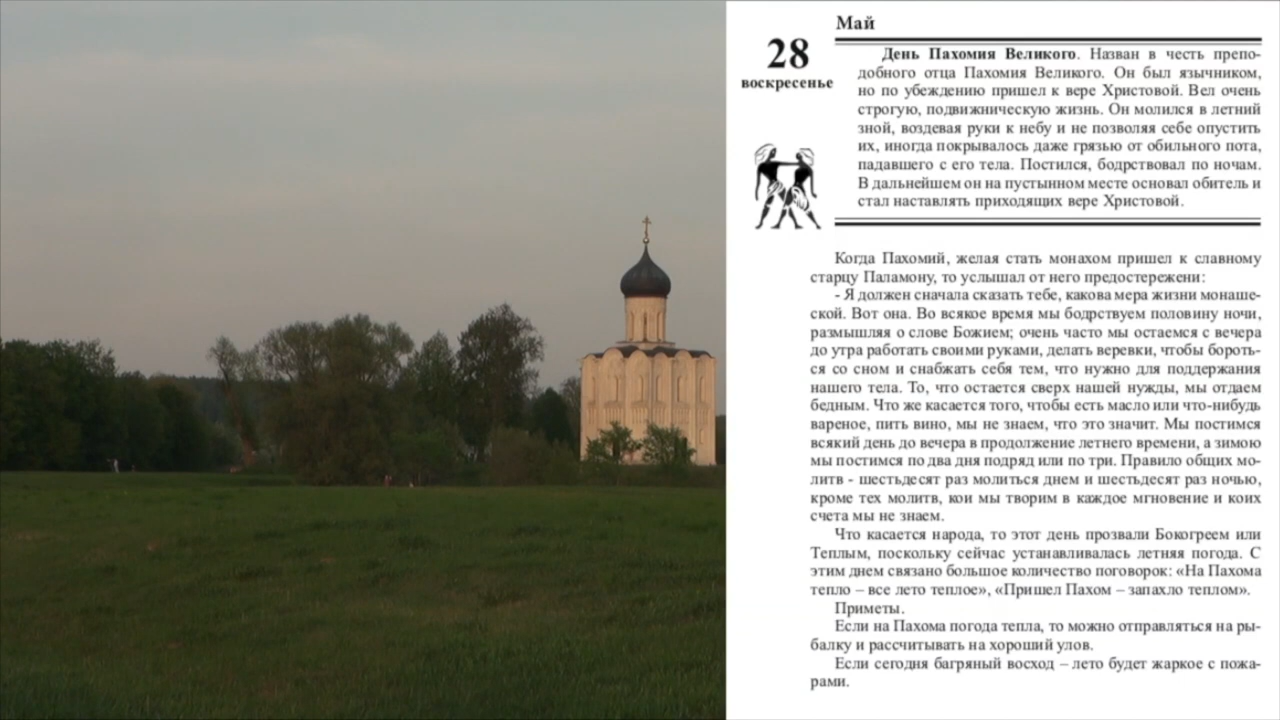 Май
28
воскресенье
День Пахомия Великого. Назван в честь препо-
добного отца Пахомия Великого. Он был язычником,
но по убеждению пришел к вере Христовой. Вел очень
строгую, подвижническую жизнь. Он молился в летний
зной, воздевая руки к небу и не позволяя себе опустить
их, иногда покрывалось даже грязью от обильного пота,
падавшего с его тела. Постился, бодрствовал по ночам.
В дальнейшем он на пустынном месте основал обитель и
стал наставлять приходящих вере Христовой.
Когда Пахомий, желая стать монахом пришел к славному
старцу Паламону, то услышал от него предостережени:
- Я должен сначала сказать тебе, какова мера жизни монаше-
ской. Вот она. Во всякое время мы бодрствуем половину ночи,
размышляя о слове Божием; очень часто мы остаемся с вечера
до утра работать своими руками, делать веревки, чтобы бороть-
ся со сном и снабжать себя тем, что нужно для поддержания
нашего тела. То, что остается сверх нашей нужды, мы отдаем
бедным. Что же касается того, чтобы есть масло или что-нибудь
вареное, пить вино, мы не знаем, что это значит. Мы постимся
всякий день до вечера в продолжение летнего времени, а зимою
мы постимся по два дня подряд или по три. Правило общих мо-
литв - шестьдесят раз молиться днем и шестьдесят раз ночью,
кроме тех молитв, кои мы творим в каждое мгновение и коих
счета мы не знаем.
Что касается народа, то этот день прозвали Бокогреем или
Теплым, поскольку сейчас устанавливалась летняя погода. С
этим днем связано большое количество поговорок: «На Пахома
тепло – все лето теплое», «Пришел Пахом – запахло теплом».
Приметы.
Если на Пахома погода тепла, то можно отправляться на ры-
балку и рассчитывать на хороший улов.
Если сегодня багряный восход – лето будет жаркое с пожа-
рами.